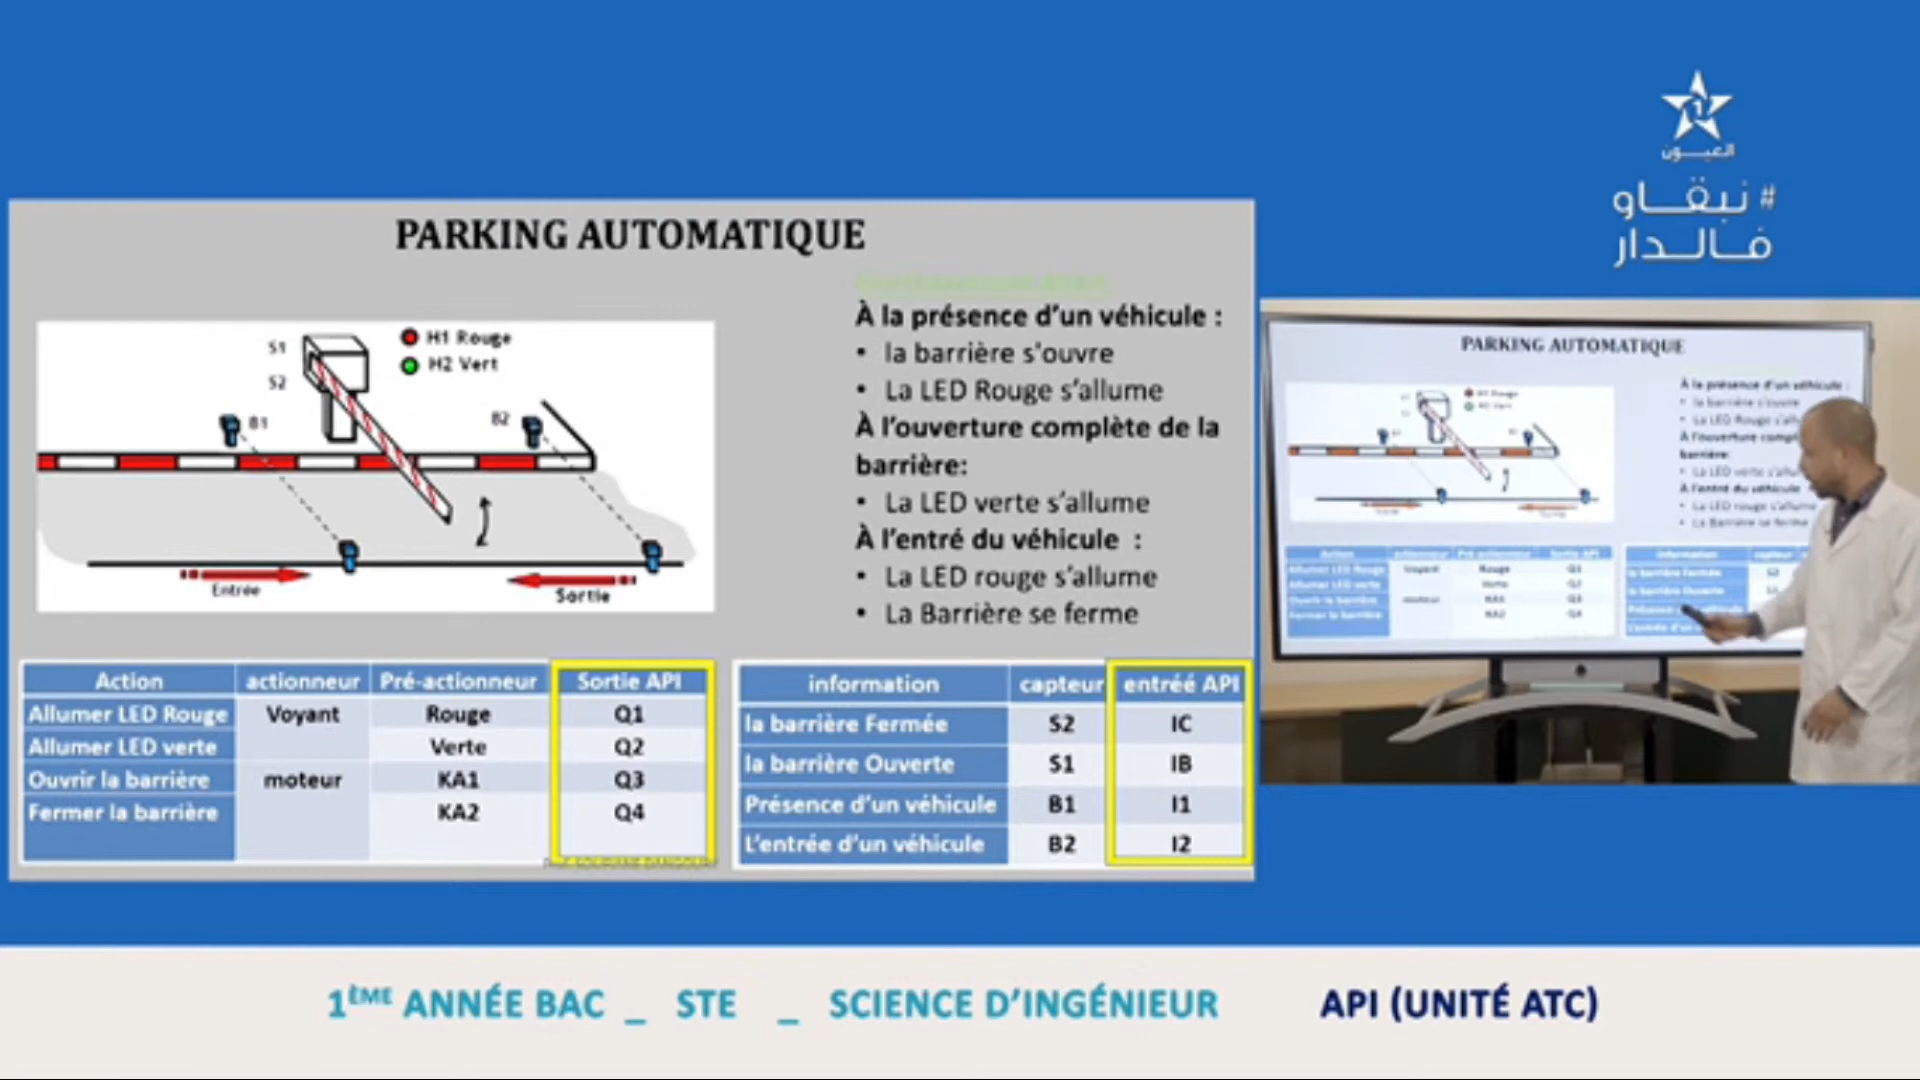 العيون
# نبقاو
فالدار
PARKING AUTOMATIQUE
S1
S2
H1 Rouge
H2 Vert
B1
B2
Entrée
Sortie
À la présence d'un véhicule :
• la barrière s'ouvre
• La LED Rouge s'allume
À l'ouverture complète de la
barrière:
• La LED verte s'allume
À l'entré du véhicule :
• La LED rouge s'allume
• La Barrière se ferme
Action actionneur Pré-actionneur Sortie API
Allumer LED Rouge Voyant Rouge Q1
Allumer LED verte Verte Q2
Ouvrir la barrière moteur KA1 Q3
Fermer la barrière KA2 Q4
information capteur entréé API
la barrière Fermée S2 IC
la barrière Ouverte S1 IB
Présence d'un véhicule B1 I1
L'entrée d'un véhicule B2 I2
PARKING AUTOMATIQUE
1ÈME ANNÉE BAC _ STE _ SCIENCE D'INGÉNIEUR API (UNITÉ ATC)